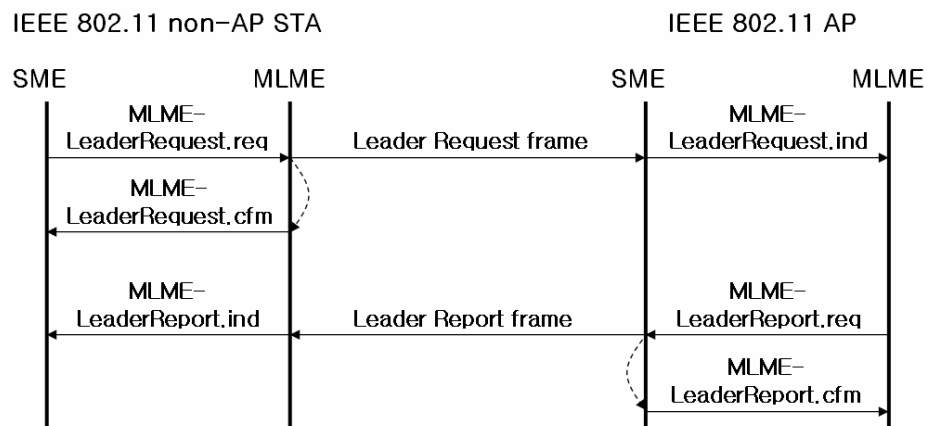 IEEE 802.11 non-AP STA IEEE 802.11 AP
SME MLME SME MLME
MLME- MLME-
LeaderRequest.req Leader Request frame LeaderRequest.ind
MLME-
LeaderRequest.cfm
MLME- MLME-
LeaderReport.ind Leader Report frame LeaderReport.req
MLME-
LeaderReport.cfm